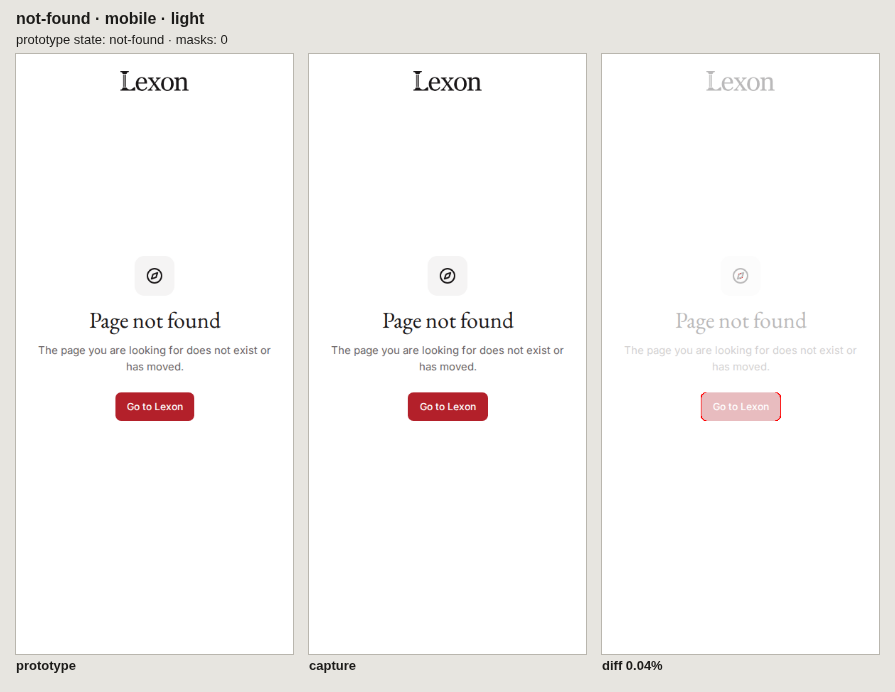 not-found · mobile · light
prototype state: not-found · masks: 0
Lexon
Page not found
The page you are looking for does not exist or
has moved.
Go to Lexon
prototype
Lexon
Page not found
The page you are looking for does not exist or
has moved.
Go to Lexon
capture
Lexon
Page not found
The page you are looking for does not exist or
has moved.
Go to Lexon
diff 0.04%